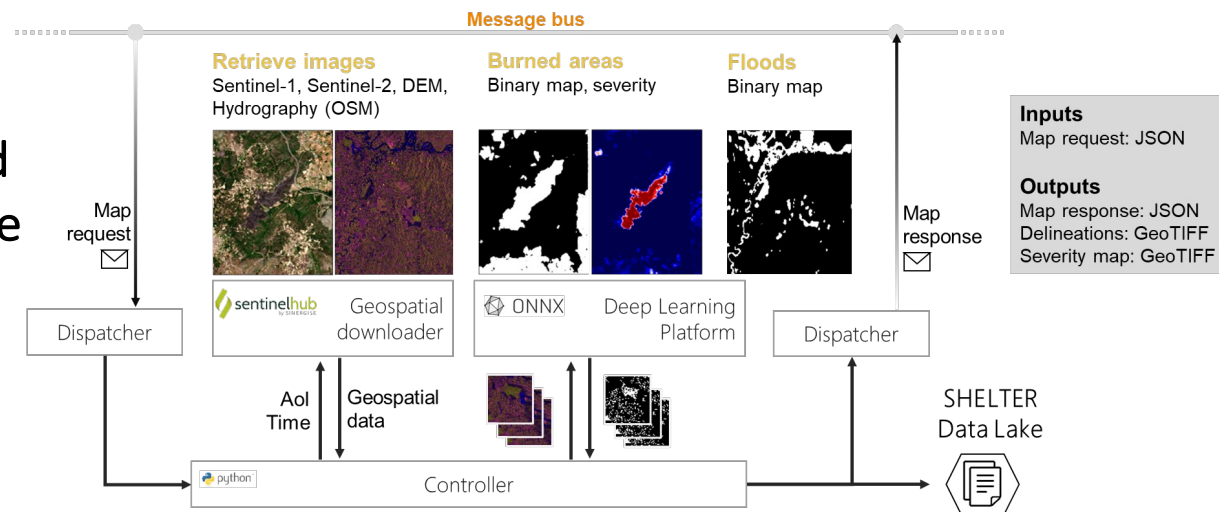 Message bus
Retrieve images
Sentinel-1, Sentinel-2, DEM,
Hydrography (OSM)
Burned areas
Binary map, severity
Floods
Binary map
Inputs
Map request: JSON
Outputs
Map response: JSON
Delineations: GeoTIFF
Severity map: GeoTIFF
d
e
Map
request
Map
response
Dispatcher
sentinelhub
by SINERGISE
Geospatial
downloader
ONNX
Deep Learning
Platform
Dispatcher
AoI
Time
Geospatial
data
SHELTER
Data Lake
python
Controller